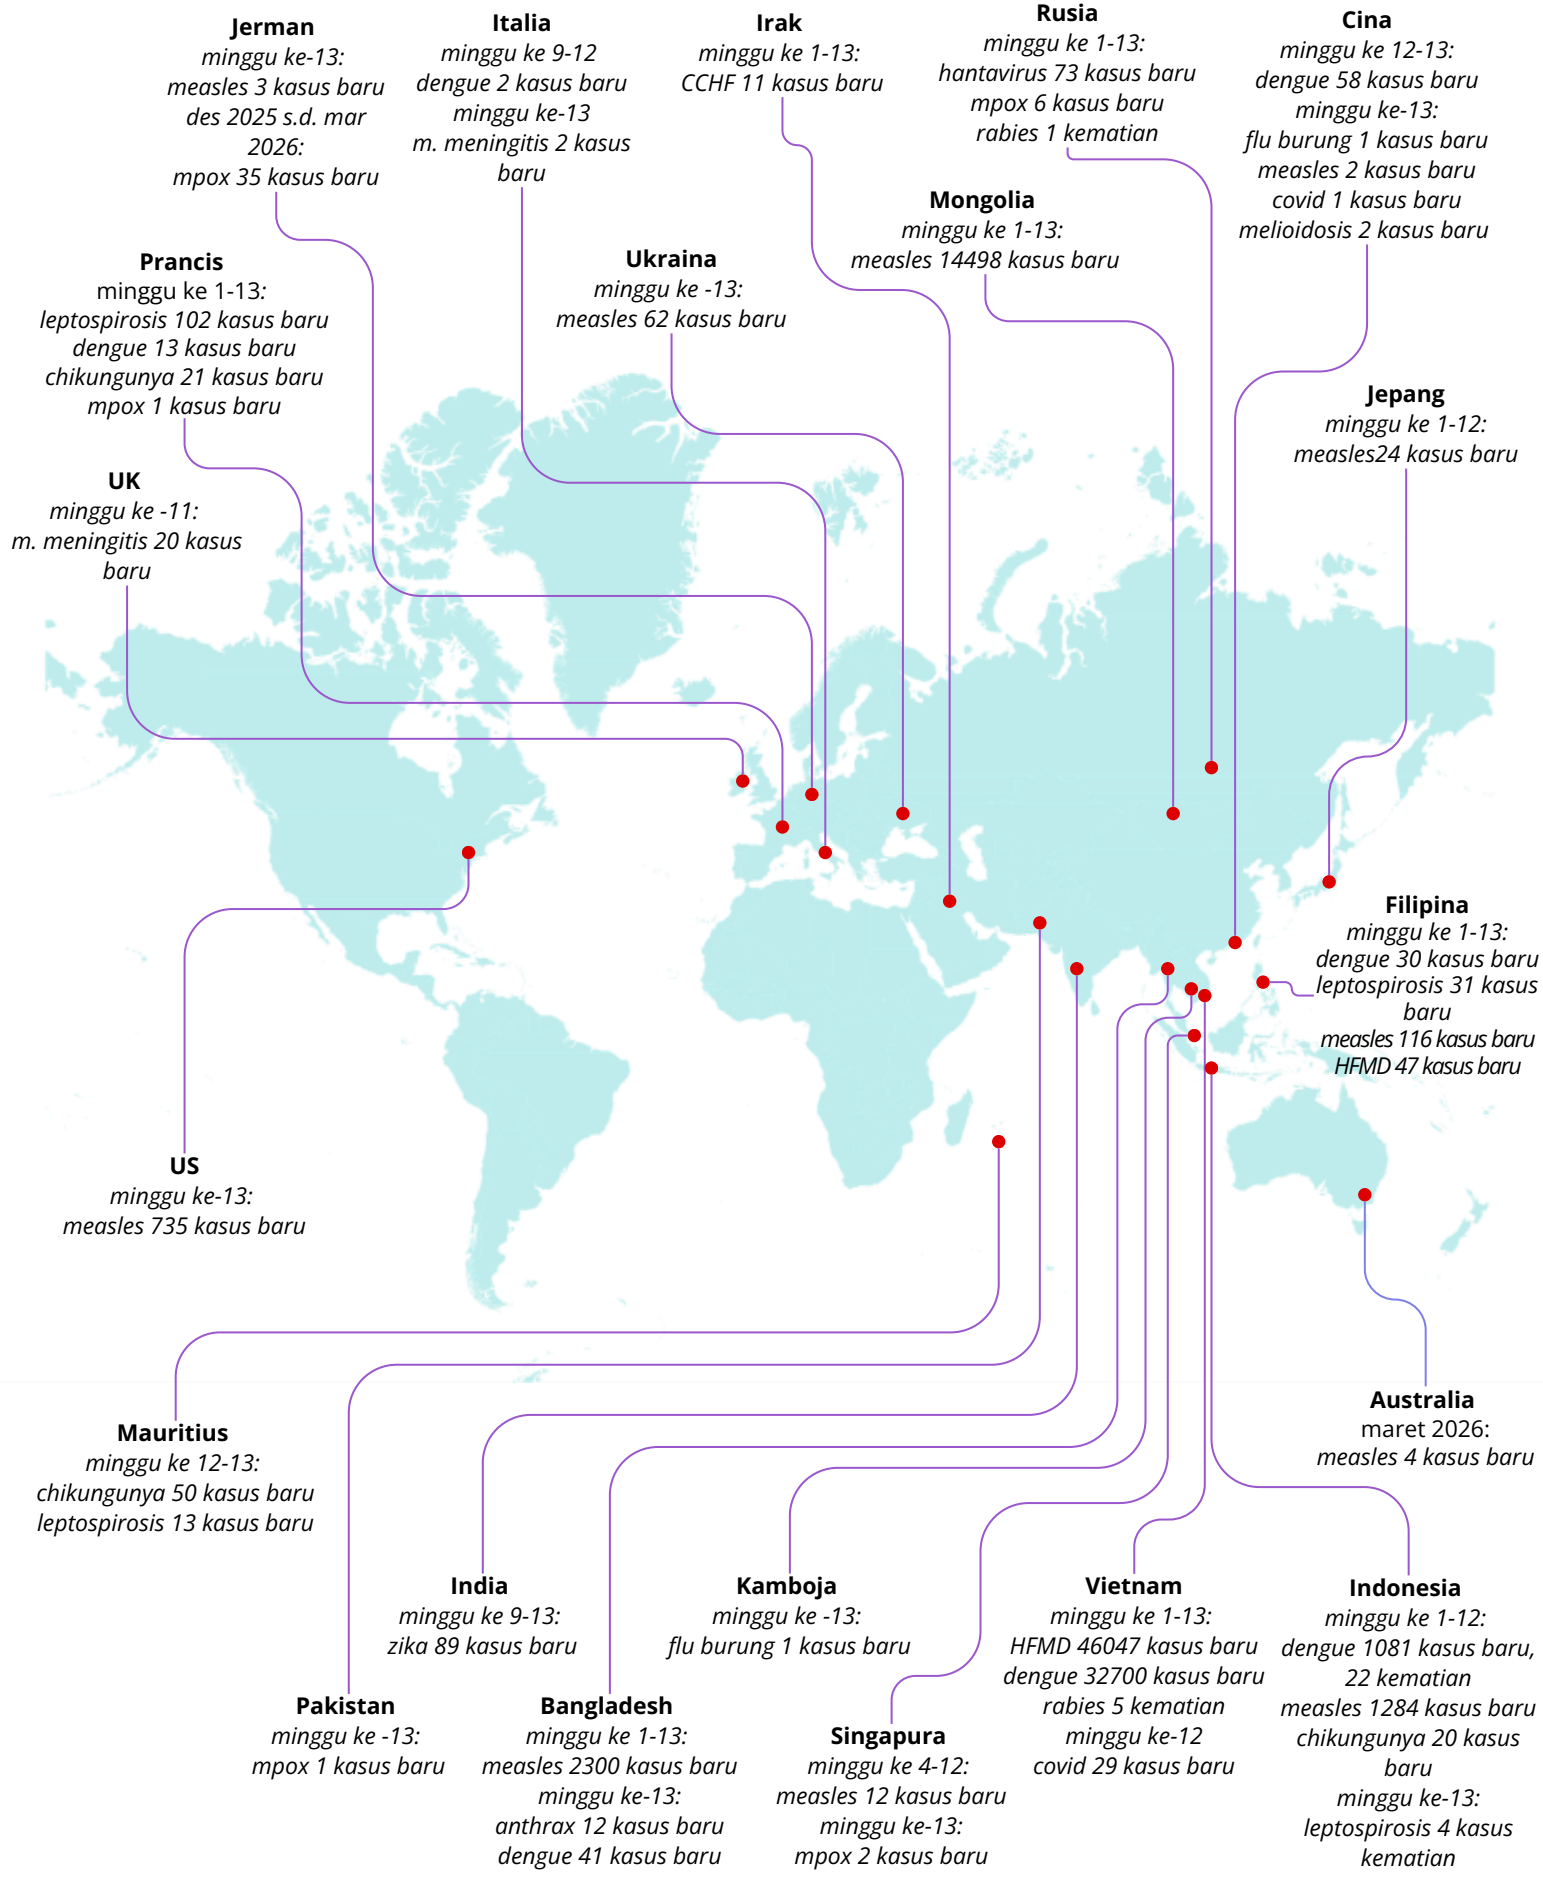 Jerman
minggu ke-13:
measles 3 kasus baru
des 2025 s.d. mar
2026:
mpox 35 kasus baru
Italia
minggu ke 9-12
dengue 2 kasus baru
minggu ke-13
m. meningitis 2 kasus
baru
Irak
minggu ke 1-13:
CCHF 11 kasus baru
Rusia
minggu ke 1-13:
hantavirus 73 kasus baru
mpox 6 kasus baru
rabies 1 kematian
Cina
minggu ke 12-13:
dengue 58 kasus baru
minggu ke-13:
flu burung 1 kasus baru
measles 2 kasus baru
covid 1 kasus baru
melioidosis 2 kasus baru
Mongolia
minggu ke 1-13:
measles 14498 kasus baru
Prancis
minggu ke 1-13:
leptospirosis 102 kasus baru
dengue 13 kasus baru
chikungunya 21 kasus baru
mpox 1 kasus baru
Ukraina
minggu ke -13:
measles 62 kasus baru
Jepang
minggu ke 1-12:
measles24 kasus baru
UK
minggu ke -11:
m. meningitis 20 kasus
baru
Filipina
minggu ke 1-13:
dengue 30 kasus baru
leptospirosis 31 kasus
baru
measles 116 kasus baru
HFMD 47 kasus baru
US
minggu ke-13:
measles 735 kasus baru
Australia
maret 2026:
measles 4 kasus baru
Mauritius
minggu ke 12-13:
chikungunya 50 kasus baru
leptospirosis 13 kasus baru
India
minggu ke 9-13:
zika 89 kasus baru
Kamboja
minggu ke -13:
flu burung 1 kasus baru
Vietnam
minggu ke 1-13:
HFMD 46047 kasus baru
dengue 32700 kasus baru
rabies 5 kematian
minggu ke-12
covid 29 kasus baru
Indonesia
minggu ke 1-12:
dengue 1081 kasus baru,
22 kematian
measles 1284 kasus baru
chikungunya 20 kasus
baru
minggu ke-13:
leptospirosis 4 kasus
kematian
Pakistan
minggu ke -13:
mpox 1 kasus baru
Bangladesh
minggu ke 1-13:
measles 2300 kasus baru
minggu ke-13:
anthrax 12 kasus baru
dengue 41 kasus baru
Singapura
minggu ke 4-12:
measles 12 kasus baru
minggu ke-13:
mpox 2 kasus baru